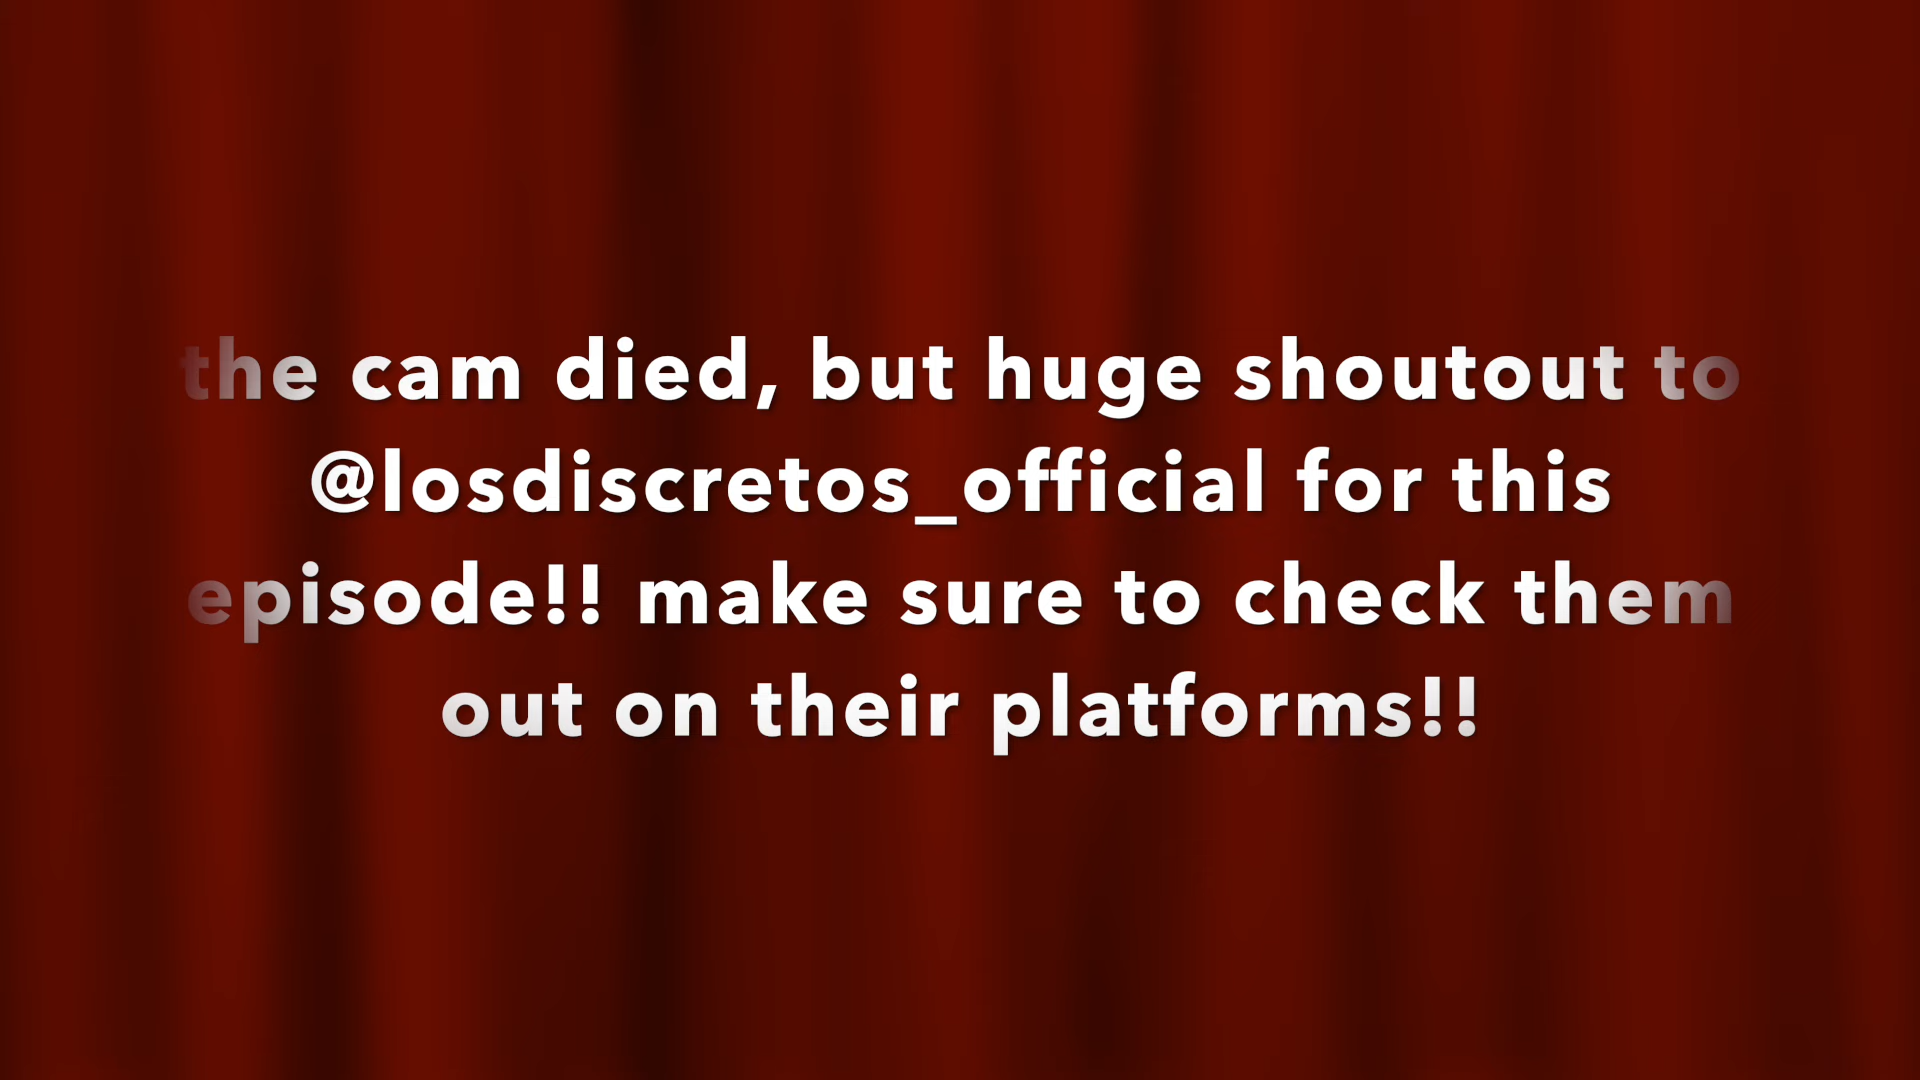 the cam died, but huge shoutout to
@losdiscretos_official for this
episode!! make sure to check them
out on their platforms!!